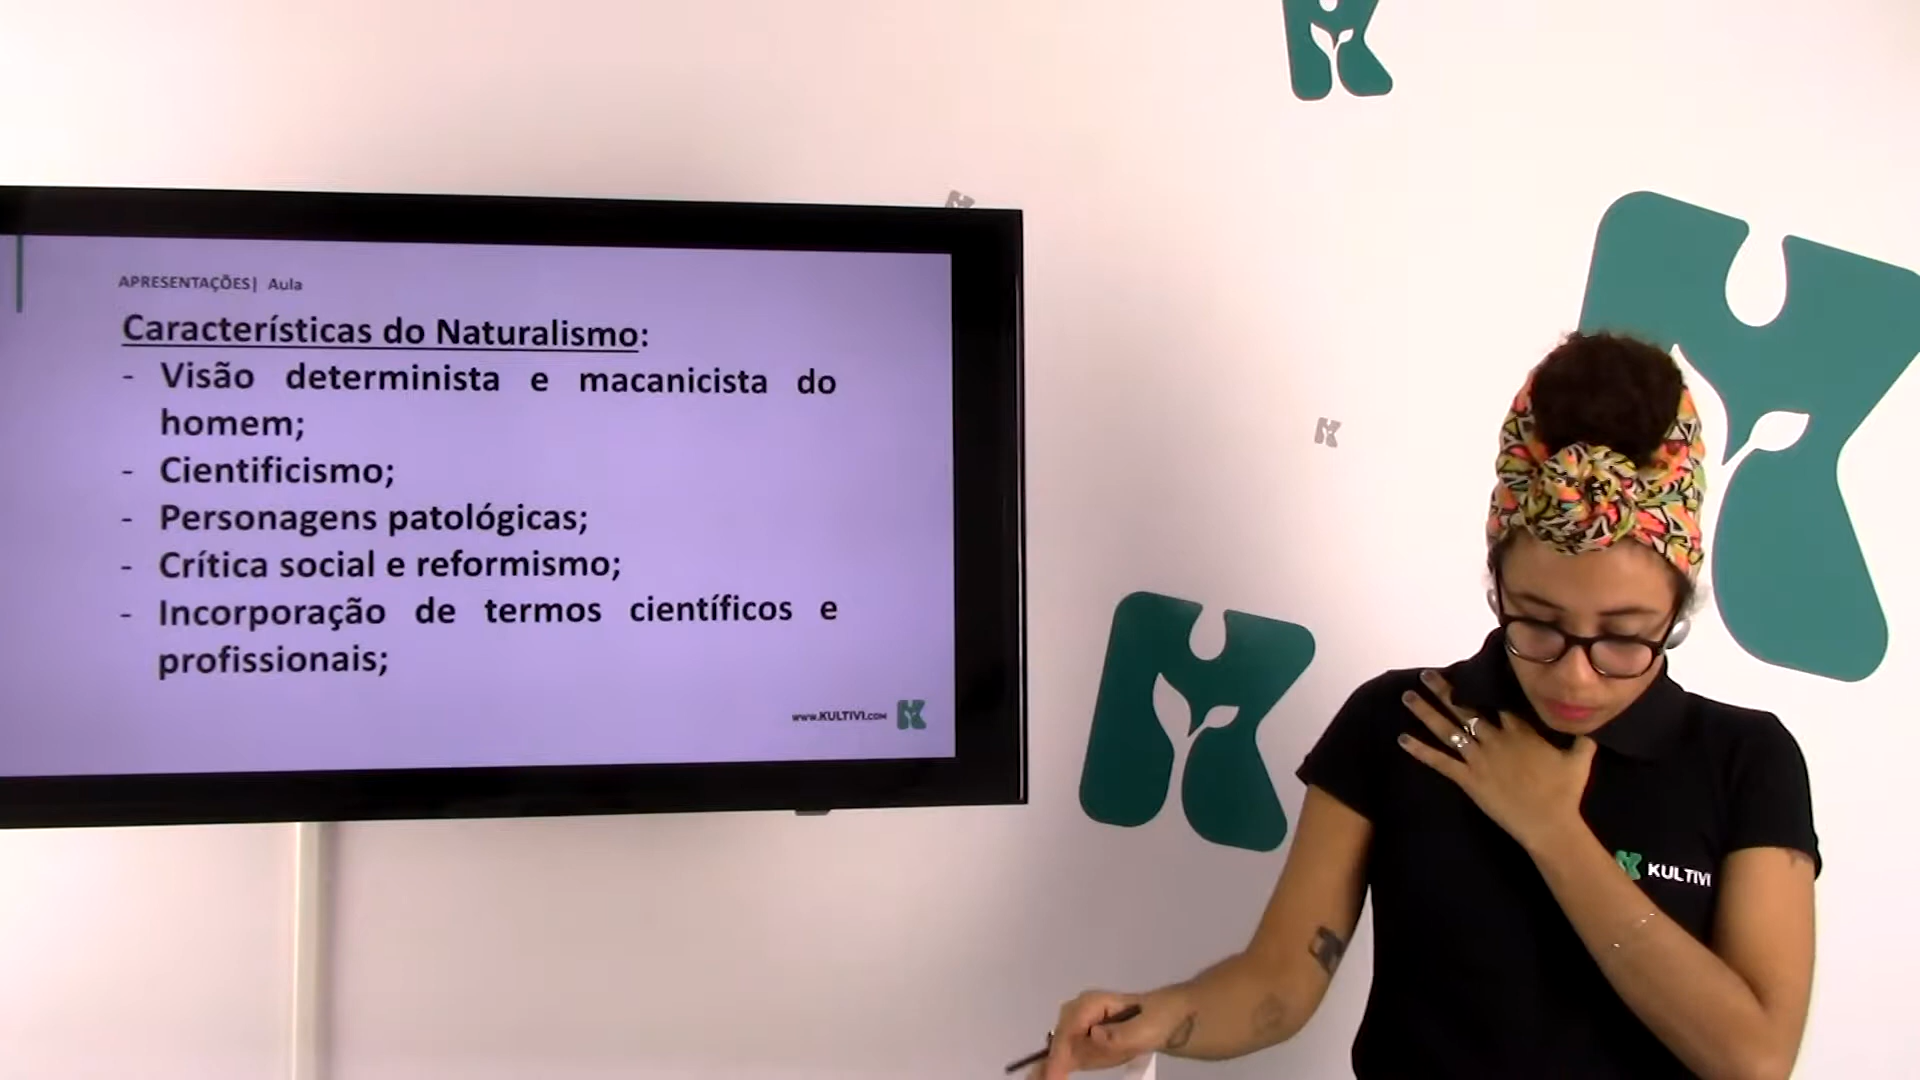 APRESENTAÇÕES| Aula
Características do Naturalismo:
- Visão determinista e macanicista do
homem;
- Cientificismo;
- Personagens patológicas;
- Crítica social e reformismo;
- Incorporação de termos científicos e
profissionais;
www.KULTIVI.com
KULTIVI